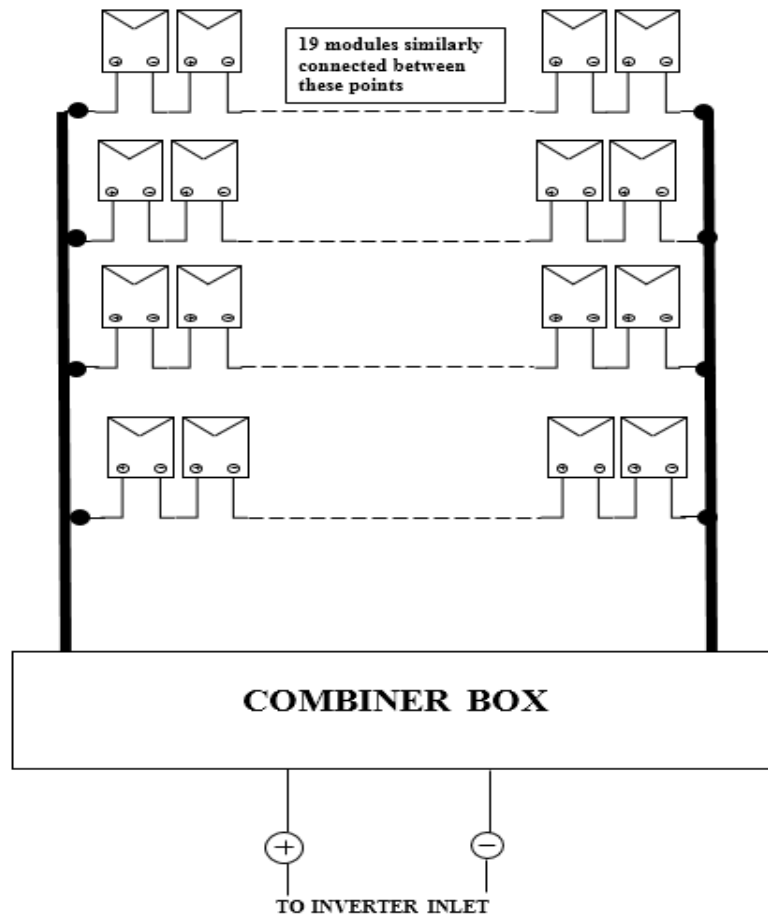 19 modules similarly
connected between
these points
COMBINER BOX
+ −
TO INVERTER INLET